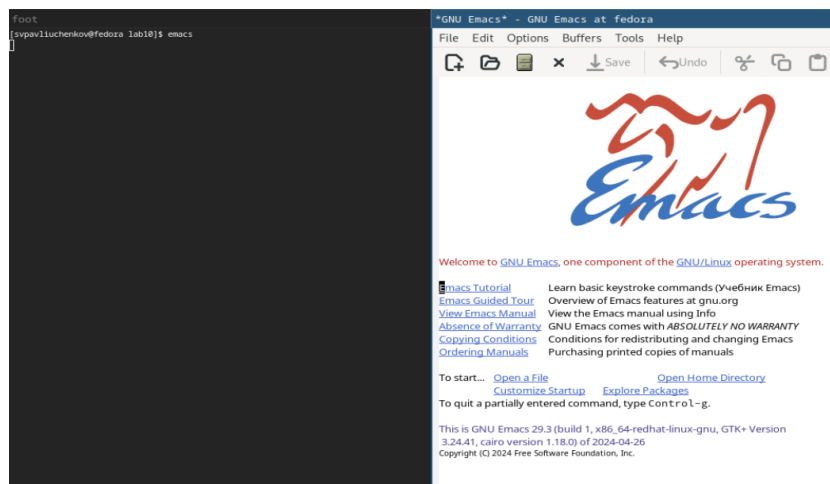 foot
[svpavliuchenkov@fedora lab10]$ emacs
*GNU Emacs* - GNU Emacs at fedora
File Edit Options Buffers Tools Help
Save Undo
Emacs
Welcome to GNU Emacs, one component of the GNU/Linux operating system.
Emacs Tutorial Learn basic keystroke commands (Учебник Emacs)
Emacs Guided Tour Overview of Emacs features at gnu.org
View Emacs Manual View the Emacs manual using Info
Absence of Warranty GNU Emacs comes with ABSOLUTELY NO WARRANTY
Copying Conditions Conditions for redistributing and changing Emacs
Ordering Manuals Purchasing printed copies of manuals
To start... Open a File Open Home Directory
Customize Startup Explore Packages
To quit a partially entered command, type Control-g.
This is GNU Emacs 29.3 (build 1, x86_64-redhat-linux-gnu, GTK+ Version
3.24.41, cairo version 1.18.0) of 2024-04-26
Copyright (C) 2024 Free Software Foundation, Inc.